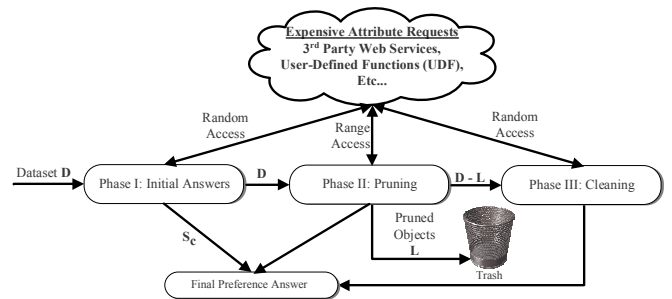 Expensive Attribute Requests
3rd Party Web Services,
User-Defined Functions (UDF),
Etc...
Random
Access
Range
Access
Random
Access
Dataset D
Phase I: Initial Answers
D
Phase II: Pruning
D - L
Phase III: Cleaning
Sc
Pruned
Objects
L
Trash
Final Preference Answer